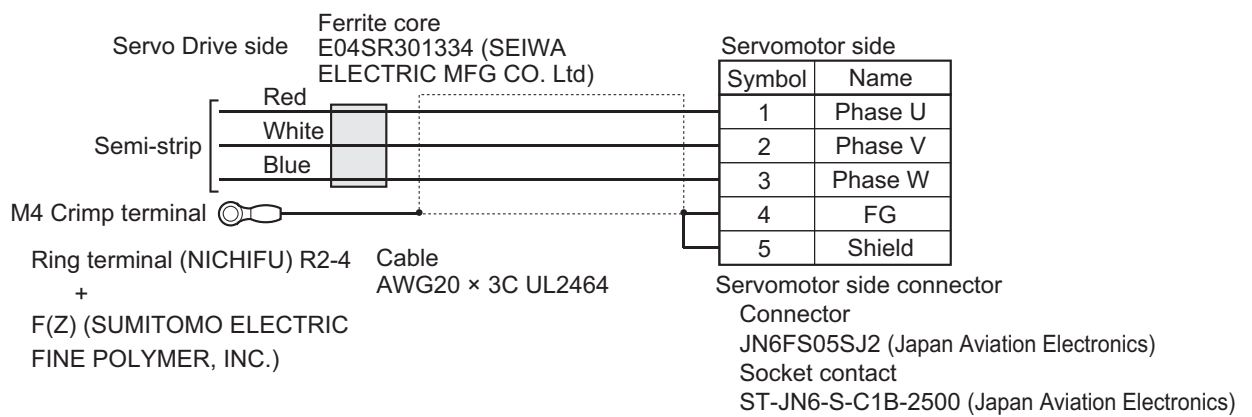 Servo Drive side
Ferrite core
E04SR301334 (SEIWA
ELECTRIC MFG CO. Ltd)
Servomotor side
Symbol Name
Red
1 Phase U
White
2 Phase V
Semi-strip
Blue
3 Phase W
M4 Crimp terminal
4 FG
5 Shield
Ring terminal (NICHIFU) R2-4
+
F(Z) (SUMITOMO ELECTRIC
FINE POLYMER, INC.)
Cable
AWG20 × 3C UL2464
Servomotor side connector
Connector
JN6FS05SJ2 (Japan Aviation Electronics)
Socket contact
ST-JN6-S-C1B-2500 (Japan Aviation Electronics)